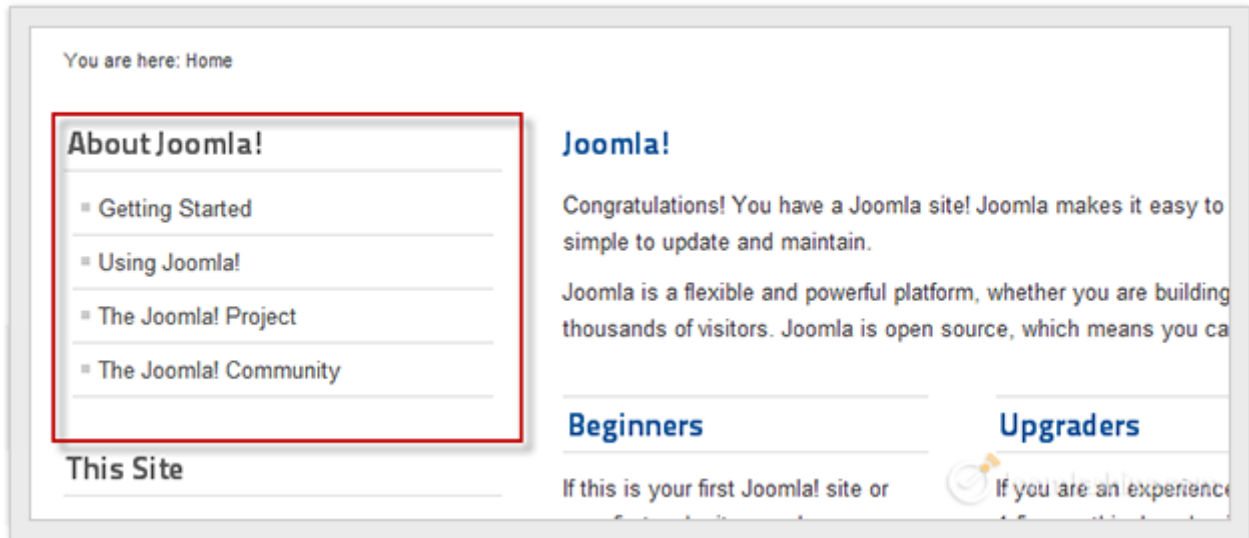 You are here: Home
About Joomla!
Getting Started
Using Joomla!
The Joomla! Project
The Joomla! Community
This Site
Joomla!
Congratulations! You have a Joomla site! Joomla makes it easy to
simple to update and maintain.
Joomla is a flexible and powerful platform, whether you are building
thousands of visitors. Joomla is open source, which means you ca
Beginners
If this is your first Joomla! site or
Upgraders
If you are an experience